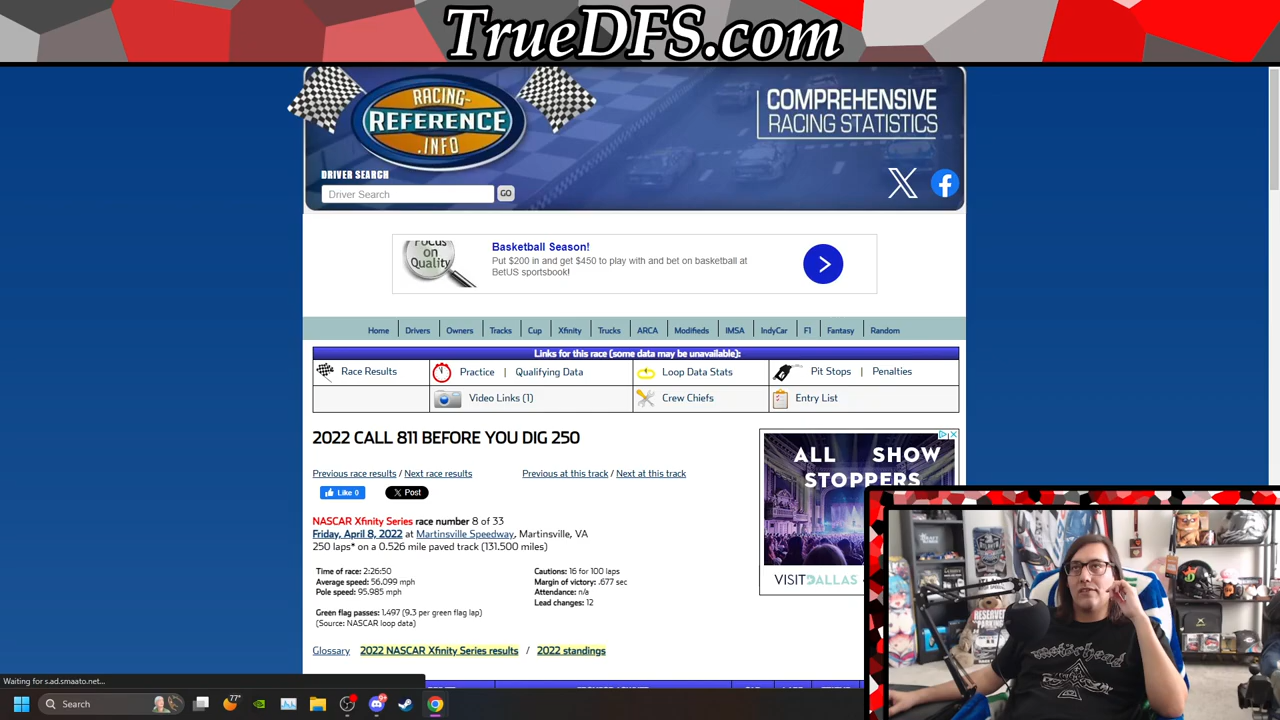 TrueDFS.com
RACING-
REFERENCE
.INFO
COMPREHENSIVE
RACING STATISTICS
DRIVER SEARCH
Driver Search
GO
FOCUS
on
Quality
Basketball Season!
Put $200 in and get $450 to play with and bet on basketball at
BetUS sportsbook!
Home Drivers Owners Tracks Cup Xfinity Trucks ARCA Modifieds IMSA IndyCar F1 Fantasy Random
Links for this race (some data may be unavailable):
Race Results Practice | Qualifying Data Loop Data Stats Pit Stops | Penalties
Video Links (1) Crew Chiefs Entry List
2022 CALL 811 BEFORE YOU DIG 250
Previous race results / Next race results Previous at this track / Next at this track
Like 0 X Post
NASCAR Xfinity Series race number 8 of 33
Friday, April 8, 2022 at Martinsville Speedway, Martinsville, VA
250 laps* on a 0.526 mile paved track (131.500 miles)
Time of race: 2:26:50 Cautions: 16 for 100 laps
Average speed: 56.099 mph Margin of victory: .677 sec
Pole speed: 95.985 mph Attendance: n/a
Lead changes: 12
Green flag passes: 1,497 (9.3 per green flag lap)
(Source: NASCAR loop data)
Glossary 2022 NASCAR Xfinity Series results / 2022 standings
ALL SHOW
STOPPERS
VISITDALLAS
RESERVED
PARKING
Waiting for s.ad.smaato.net...
Search
77°